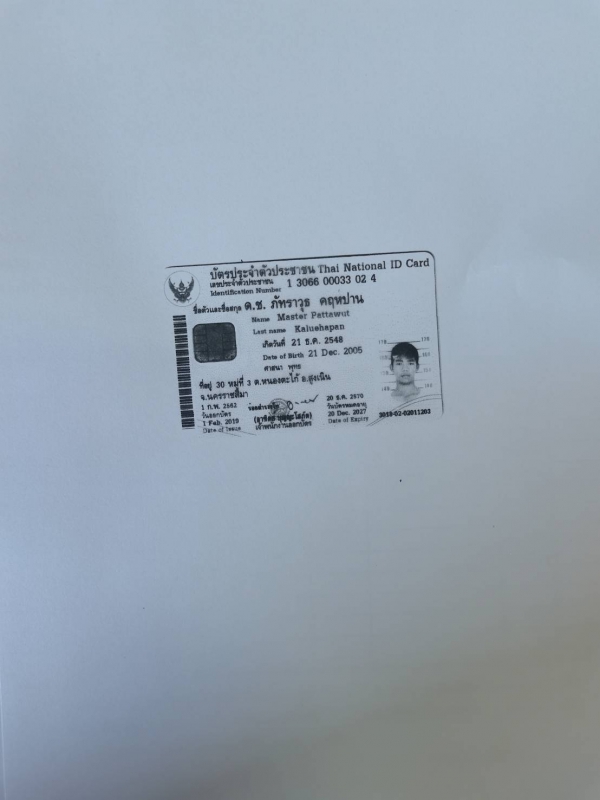 บัตรประจำตัวประชาชน Thai National ID Card
เลขประจำตัวประชาชน 1 3066 00033 02 4
Identification Number
ชื่อตัวและชื่อสกุล ด.ช. ภัทราวุธ คฤหปาน
Name Master Pattawut
Last name Kaluehapan
เกิดวันที่ 21 ธ.ค. 2548
Date of Birth 21 Dec. 2005
ศาสนา พุทธ
ที่อยู่ 30 หมู่ที่ 3 ต.หนองตะไก้ อ.สูงเนิน
จ.นครราชสีมา
1 ก.พ. 2562
วันออกบัตร
1 Feb. 2019
Date of Issue
เจ้าพนักงานออกบัตร
20 ธ.ค. 2570
วันบัตรหมดอายุ
20 Dec. 2027
Date of Expiry
3015-02-02011203